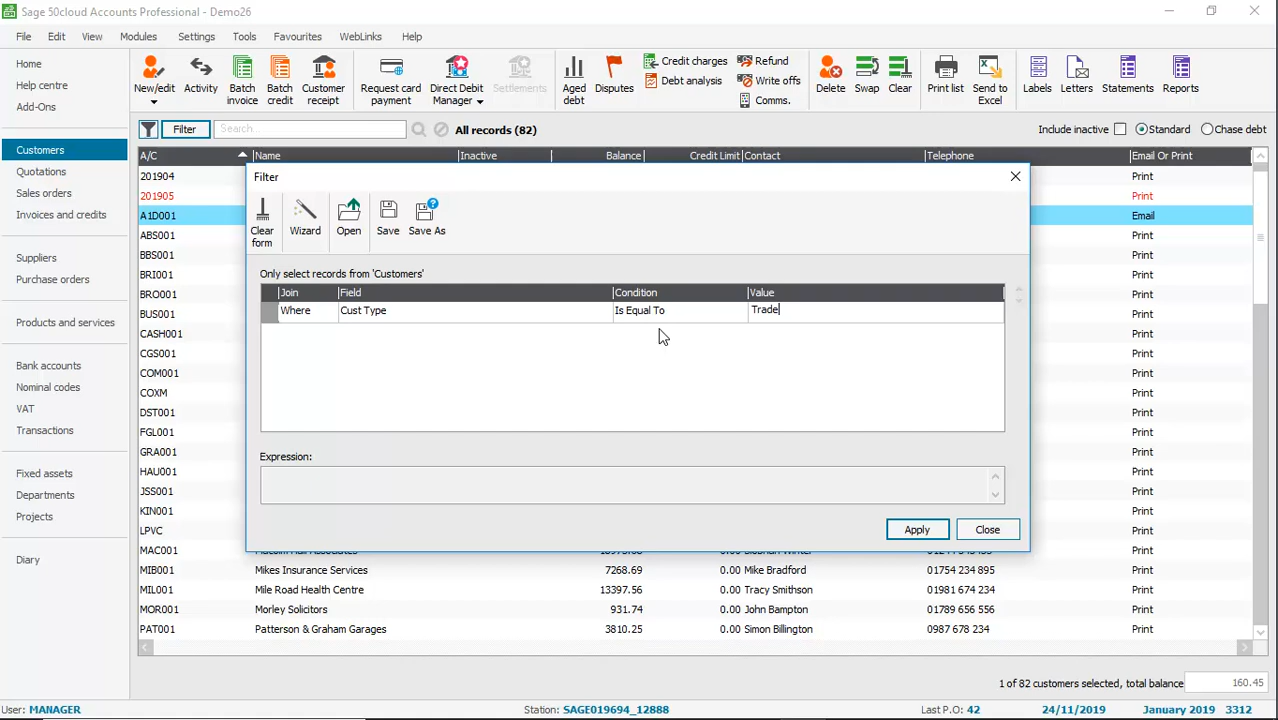 Sage 50cloud Accounts Professional - Demo26
File Edit View Modules Settings Tools Favourites WebLinks Help
Home
Help centre
Add-Ons
Customers
Quotations
Sales orders
Invoices and credits
Suppliers
Purchase orders
Products and services
Bank accounts
Nominal codes
VAT
Transactions
Fixed assets
Departments
Projects
Diary
New/edit
Activity
Batch invoice
Batch credit
Customer receipt
Request card payment
Direct Debit Manager
Settlements
Aged debt
Disputes
Credit charges
Debt analysis
Refund
Write offs
Comms.
Delete
Swap
Clear
Print list
Send to Excel
Labels
Letters
Statements
Reports
Filter Search... All records (82) Include inactive Standard Chase debt
A/C Name Inactive Balance Credit Limit Contact Telephone Email Or Print
201904 Print
201905 Print
A1D001 Email
ABS001 Print
BBS001 Print
BRI001 Print
BRO001 Print
BUS001 Print
CASH001 Print
CGS001 Print
COM001 Print
COXM Print
DST001 Print
FGL001 Print
GRA001 Print
HAU001 Print
JSS001 Print
KIN001 Print
LPVC Print
MAC001 Print
MIB001 Mikes Insurance Services 7268.69 0.00 Mike Bradford 01754 234 895 Print
MIL001 Mile Road Health Centre 13397.56 0.00 Tracy Smithson 01981 674 234 Print
MOR001 Morley Solicitors 931.74 0.00 John Bampton 01789 656 556 Print
PAT001 Patterson & Graham Garages 3810.25 0.00 Simon Billington 0987 678 234 Print
Filter
Clear form
Wizard
Open
Save
Save As
Only select records from 'Customers'
Join Field Condition Value
Where Cust Type Is Equal To Trade
Expression:
Apply Close
1 of 82 customers selected, total balance 160.45
User: MANAGER Station: SAGE019694_12888 Last P.O: 42 24/11/2019 January 2019 3312